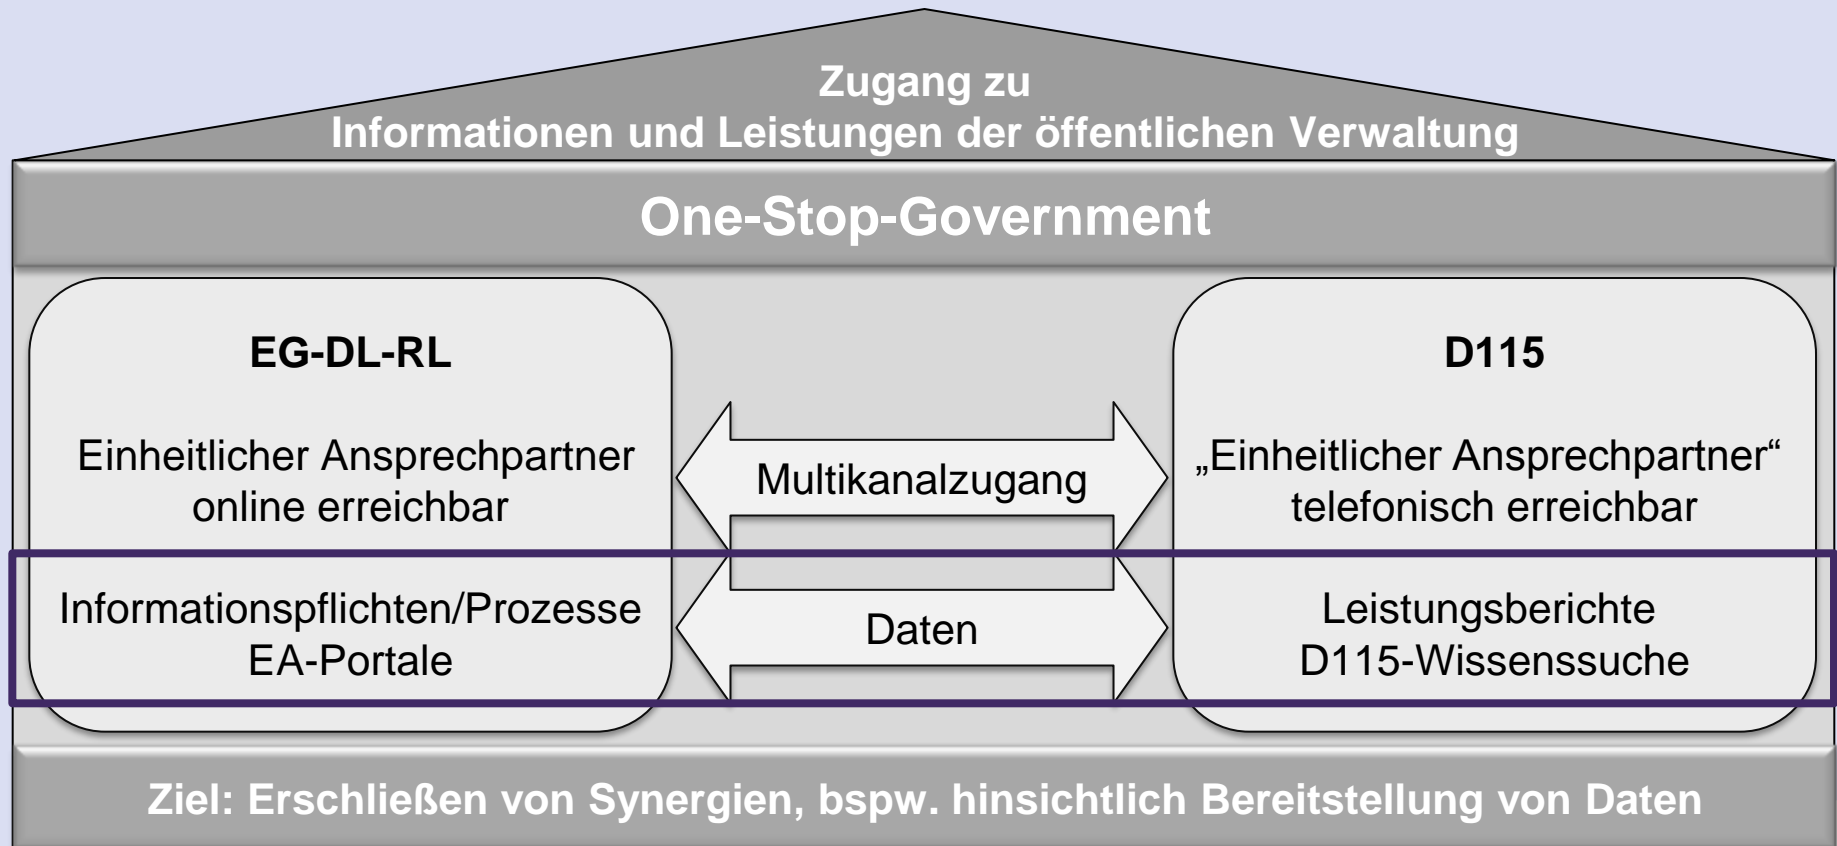 Zugang zu
Informationen und Leistungen der öffentlichen Verwaltung
One-Stop-Government
EG-DL-RL
Einheitlicher Ansprechpartner
online erreichbar
Informationspflichten/Prozesse
EA-Portale
Multikanalzugang
Daten
D115
„Einheitlicher Ansprechpartner“
telefonisch erreichbar
Leistungsberichte
D115-Wissenssuche
Ziel: Erschließen von Synergien, bspw. hinsichtlich Bereitstellung von Daten